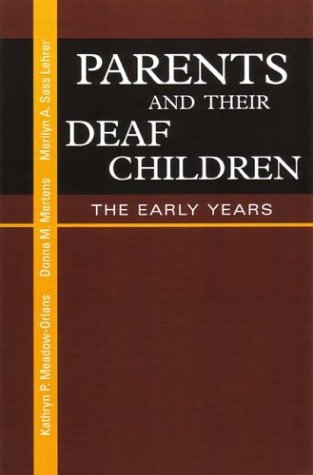 PARENTS
AND THEIR
DEAF
CHILDREN
THE EARLY YEARS
Kathryn P. Meadow-Orlans Donna M. Mertens Marilyn A. Sass Lehrer